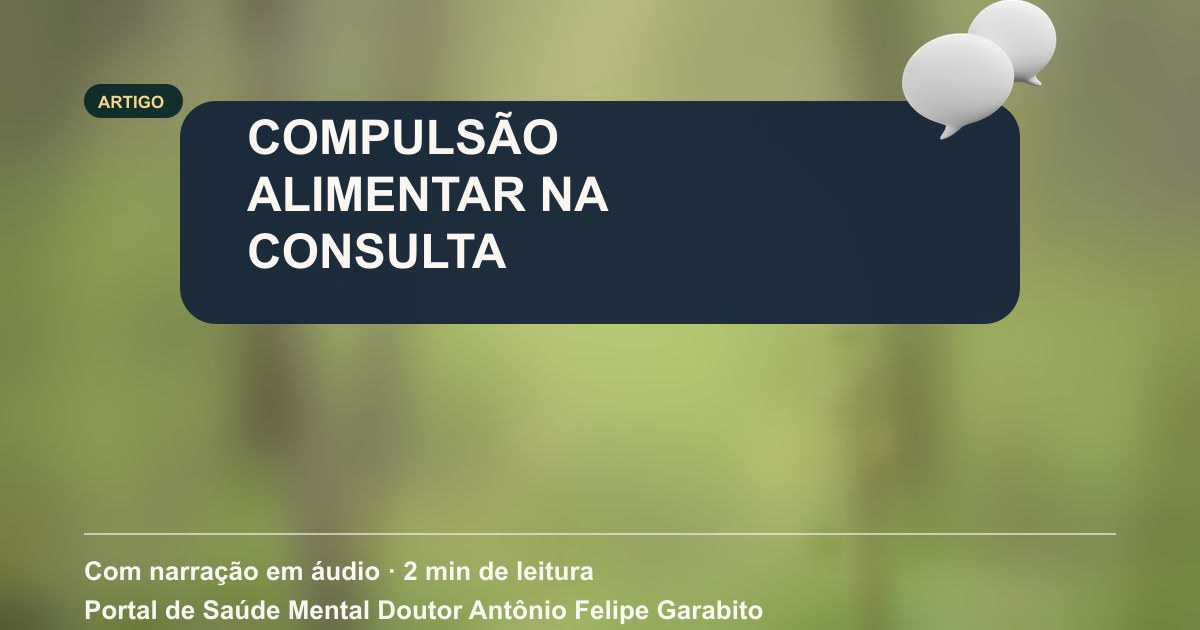 ARTIGO
COMPULSÃO
ALIMENTAR NA
CONSULTA
Com narração em áudio · 2 min de leitura
Portal de Saúde Mental Doutor Antônio Felipe Garabito